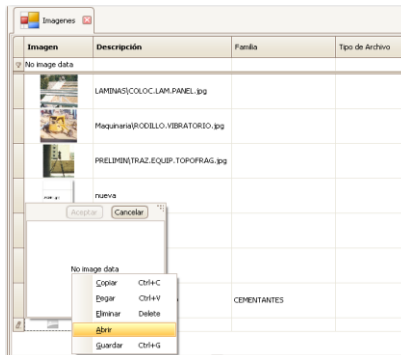 Imagenes
Imagen Descripción Familia Tipo de Archivo
No image data
LAMINAS\COLOC.LAM.PANEL.jpg
Maquinaria\RODILLO.VIBRATORIO.jpg
PRELIMIN\TRAZ.EQUIP.TOPOFRAG.jpg
nueva
Aceptar Cancelar
No image data
Copiar Ctrl+C
Pegar Ctrl+V
Eliminar Delete
CEMENTANTES
Abrir
Guardar Ctrl+G